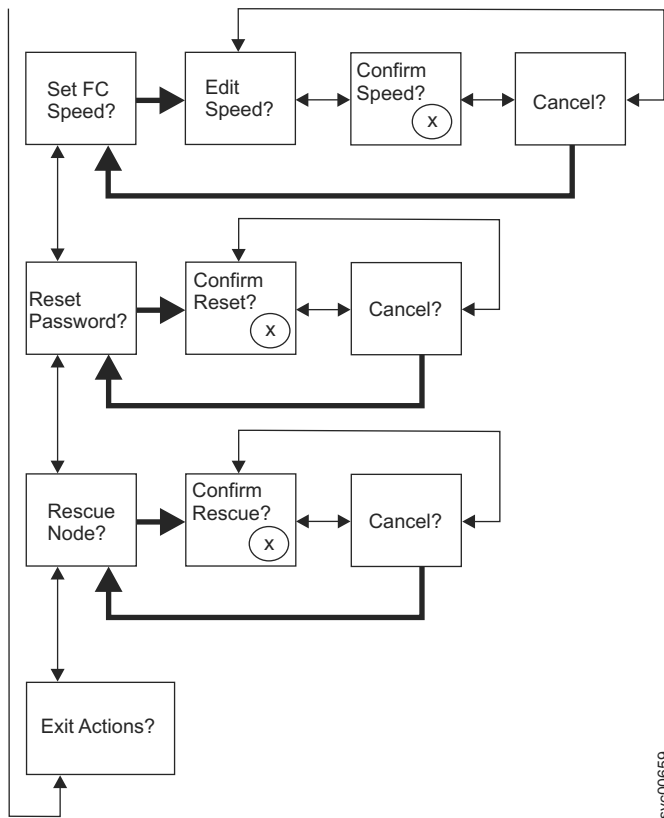 Set FC
Speed?
Edit
Speed?
Confirm
Speed?
x
Cancel?
Reset
Password?
Confirm
Reset?
x
Cancel?
Rescue
Node?
Confirm
Rescue?
x
Cancel?
Exit Actions?
svc00659